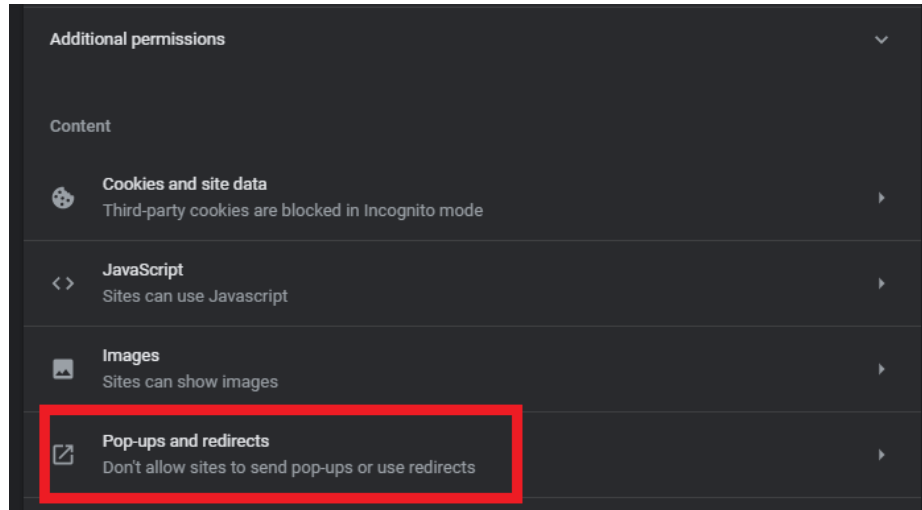 Additional permissions
Content
Cookies and site data
Third-party cookies are blocked in Incognito mode
JavaScript
Sites can use Javascript
Images
Sites can show images
Pop-ups and redirects
Don't allow sites to send pop-ups or use redirects